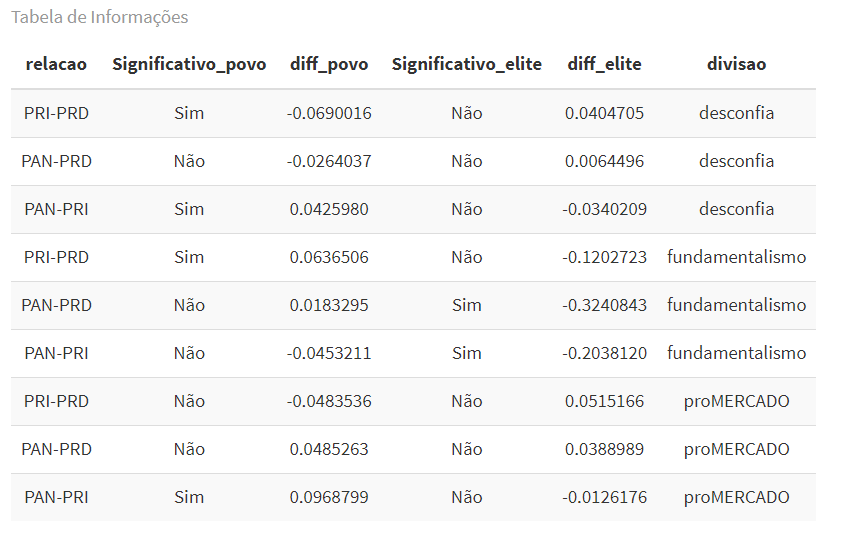 Tabela de Informações
relacao Significativo_povo diff_povo Significativo_elite diff_elite divisao
PRI-PRD Sim -0.0690016 Não 0.0404705 desconfia
PAN-PRD Não -0.0264037 Não 0.0064496 desconfia
PAN-PRI Sim 0.0425980 Não -0.0340209 desconfia
PRI-PRD Sim 0.0636506 Não -0.1202723 fundamentalismo
PAN-PRD Não 0.0183295 Sim -0.3240843 fundamentalismo
PAN-PRI Não -0.0453211 Sim -0.2038120 fundamentalismo
PRI-PRD Não -0.0483536 Não 0.0515166 proMERCADO
PAN-PRD Não 0.0485263 Não 0.0388989 proMERCADO
PAN-PRI Sim 0.0968799 Não -0.0126176 proMERCADO